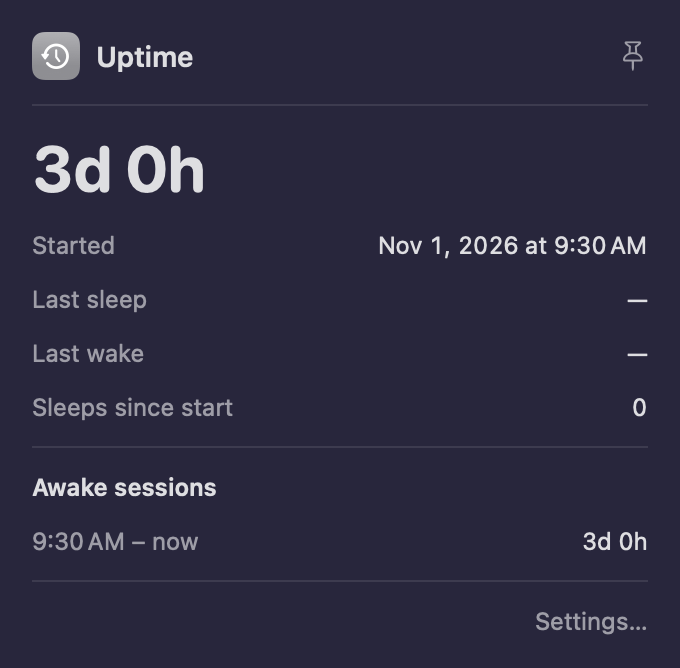 Uptime
3d 0h
Started Nov 1, 2026 at 9:30 AM
Last sleep —
Last wake —
Sleeps since start 0
Awake sessions
9:30 AM – now 3d 0h
Settings...